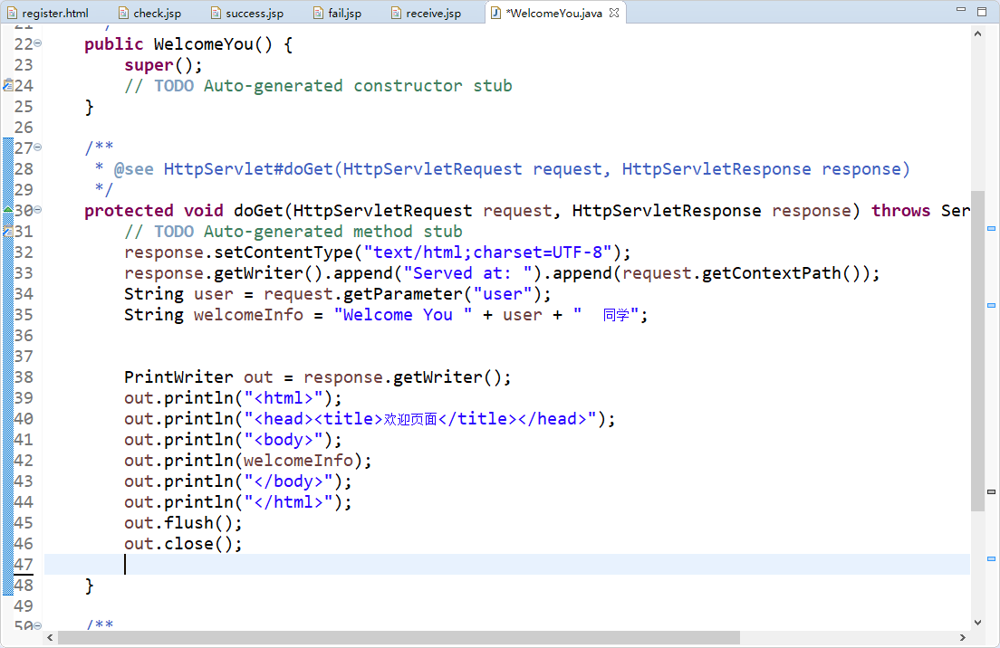 register.html check.jsp success.jsp fail.jsp receive.jsp *WelcomeYou.java
21 */
22 public WelcomeYou() {
23 super();
24 // TODO Auto-generated constructor stub
25 }
26
27 /**
28 * @see HttpServlet#doGet(HttpServletRequest request, HttpServletResponse response)
29 */
30 protected void doGet(HttpServletRequest request, HttpServletResponse response) throws Ser
31 // TODO Auto-generated method stub
32 response.setContentType("text/html;charset=UTF-8");
33 response.getWriter().append("Served at: ").append(request.getContextPath());
34 String user = request.getParameter("user");
35 String welcomeInfo = "Welcome You " + user + "  同学";
36
37
38 PrintWriter out = response.getWriter();
39 out.println("<html>");
40 out.println("<head><title>欢迎页面</title></head>");
41 out.println("<body>");
42 out.println(welcomeInfo);
43 out.println("</body>");
44 out.println("</html>");
45 out.flush();
46 out.close();
47
48 }
49
50 /**